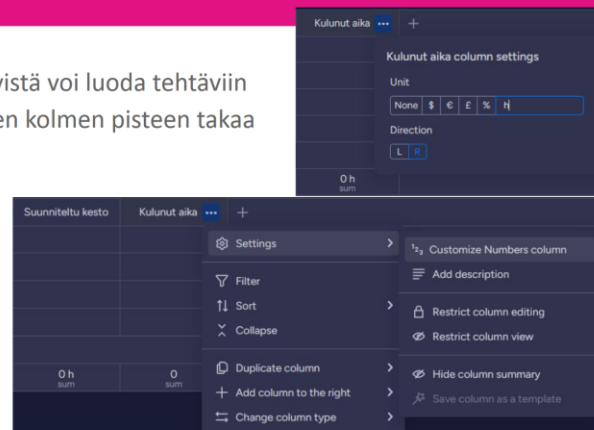 Kulunut aika ... +
Kulunut aika column settings
Unit
None $ € £ % h
Direction
L R
0 h
sum
voi luoda tehtäviin
kolmen pisteen takaa
Suunniteltu kesto Kulunut aika ... +
Settings
Filter
Sort
Collapse
Duplicate column
Add column to the right
Change column type
Customize Numbers column
Add description
Restrict column editing
Restrict column view
Hide column summary
Save column as a template
0 h 0
sum sum